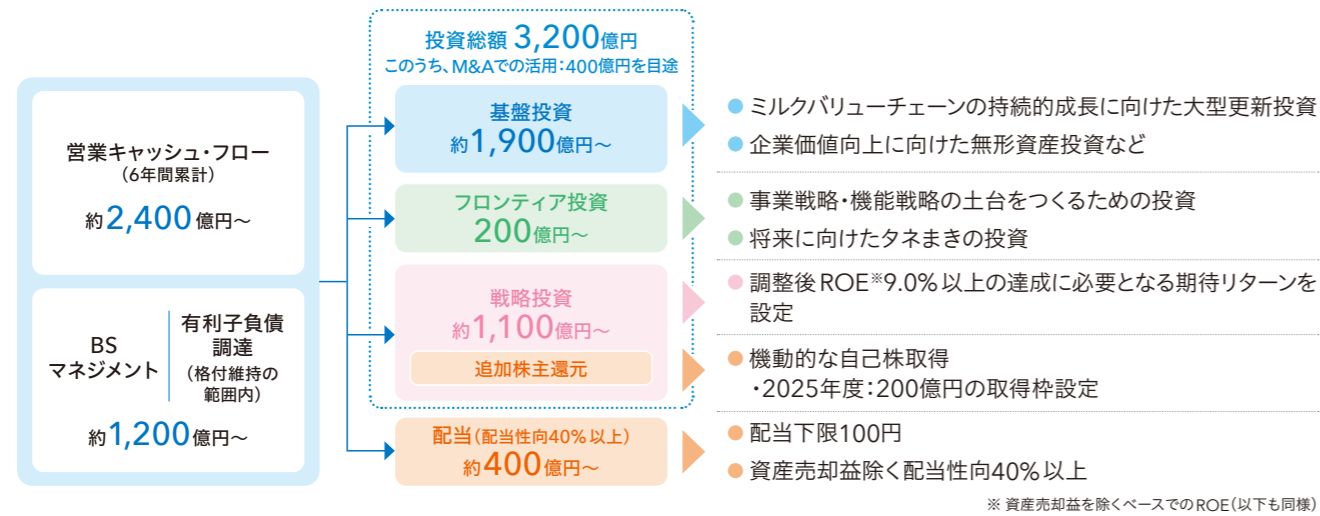 営業キャッシュ・フロー
（6年間累計）
約2,400億円～
BS
マネジメント
有利子負債
調達
（格付維持の
範囲内）
約1,200億円～
投資総額 3,200億円
このうち、M&Aでの活用：400億円を目途
基盤投資
約1,900億円～
フロンティア投資
200億円～
戦略投資
約1,100億円～
追加株主還元
配当（配当性向40％以上）
約400億円～
● ミルクバリューチェーンの持続的成長に向けた大型更新投資
● 企業価値向上に向けた無形資産投資など
● 事業戦略・機能戦略の土台をつくるための投資
● 将来に向けたタネまきの投資
● 調整後ROE※9.0％以上の達成に必要となる期待リターンを
設定
● 機動的な自己株取得
・2025年度：200億円の取得枠設定
● 配当下限100円
● 資産売却益除く配当性向40％以上
※ 資産売却益を除くベースでのROE（以下も同様）